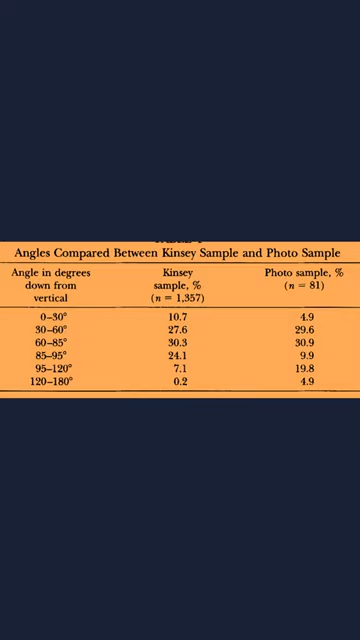 Angles Compared Between Kinsey Sample and Photo Sample
Angle in degrees Kinsey Photo sample, %
down from sample, % (n = 81)
vertical (n = 1,357)
0–30° 10.7 4.9
30–60° 27.6 29.6
60–85° 30.3 30.9
85–95° 24.1 9.9
95–120° 7.1 19.8
120–180° 0.2 4.9